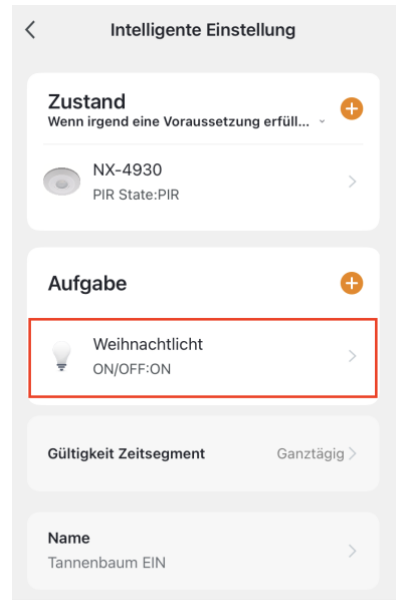 Intelligente Einstellung
Zustand
Wenn irgend eine Voraussetzung erfüll...
NX-4930
PIR State:PIR
Aufgabe
Weihnachtlicht
ON/OFF:ON
Gültigkeit Zeitsegment Ganztägig
Name
Tannenbaum EIN